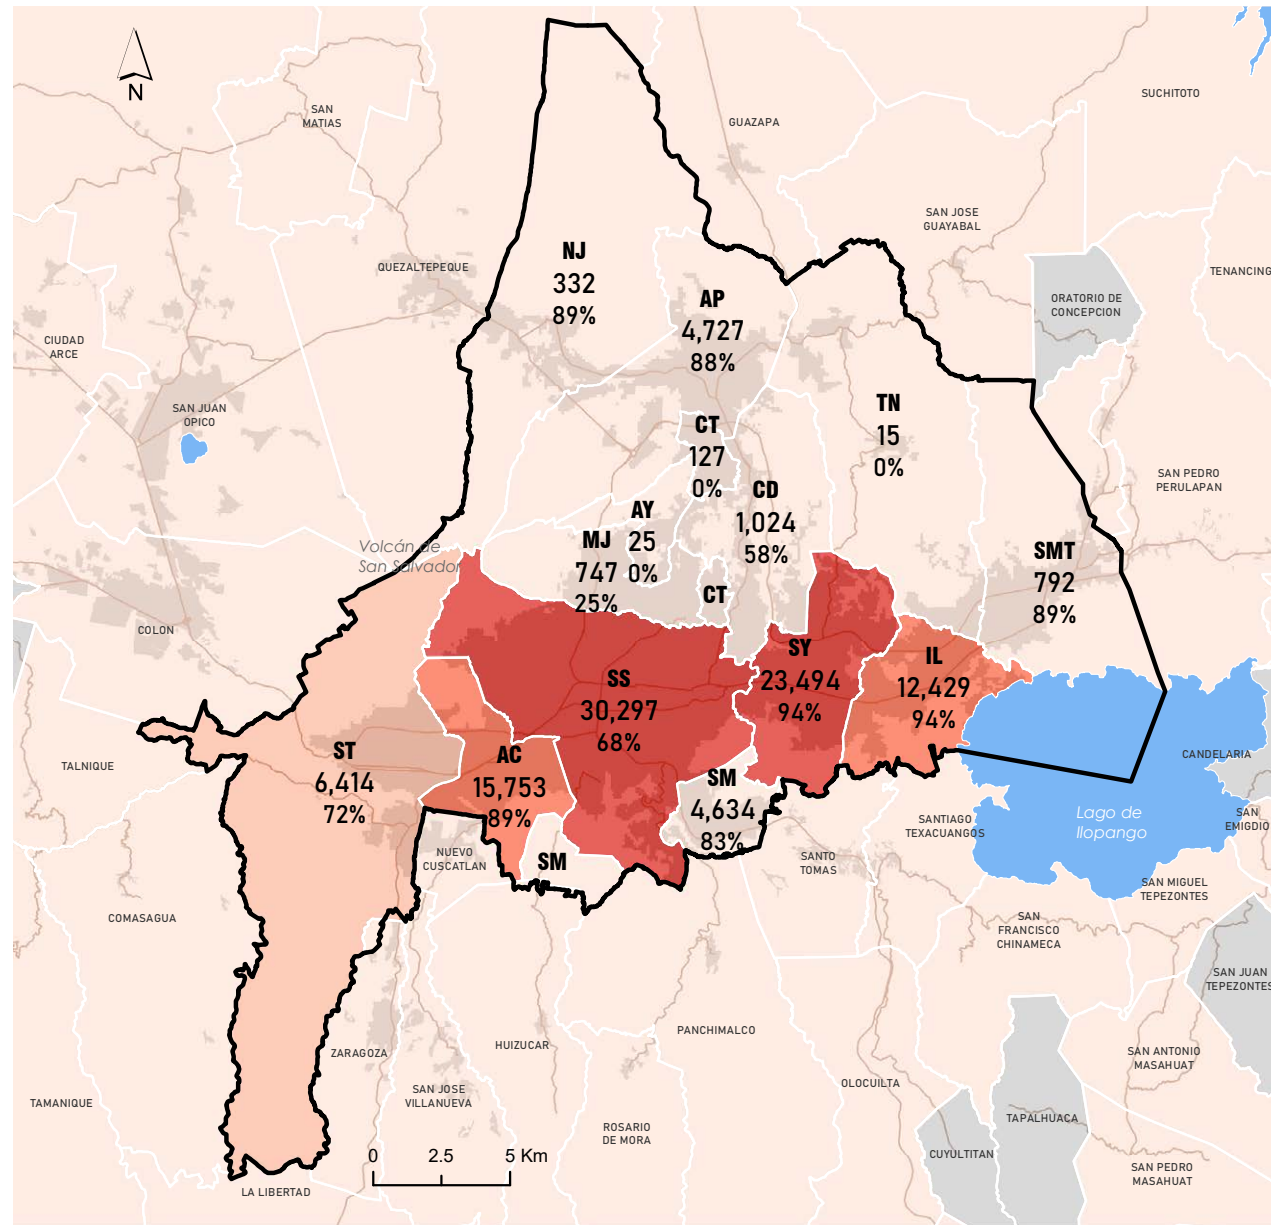 N
SAN
MATIAS
GUAZAPA
SUCHITOTO
SAN JOSE
GUAYABAL
QUEZALTEPEQUE
TENANCING
NJ
332
89%
AP
4,727
88%
ORATORIO DE
CONCEPCION
CIUDAD
ARCE
SAN JUAN
OPICO
TN
15
0%
CT
127
0%
CD
1,024
58%
SAN PEDRO
PERULAPAN
AY
25
0%
MJ
747
25%
CT
SMT
792
89%
Volcán de
San Salvador
COLON
SS
30,297
68%
SY
23,494
94%
IL
12,429
94%
ST
6,414
72%
AC
15,753
89%
SM
4,634
83%
TALNIQUE
CANDELARIA
SANTIAGO
TEXACUANGOS
Lago de
Ilopango
SAN
EMIGDIO
NUEVO
CUSCATLAN
SM
SANTO
TOMAS
SAN MIGUEL
TEPEZONTES
COMASAGUA
SAN
FRANCISCO
CHINAMECA
SAN JUAN
TEPEZONTES
PANCHIMALCO
ZARAGOZA
HUIZUCAR
SAN ANTONIO
MASAHUAT
OLOCUILTA
TAMANIQUE
SAN JOSE
VILLANUEVA
TAPALHUACA
ROSARIO
DE MORA
CUYULTITAN
SAN PEDRO
MASAHUAT
0 2.5 5 Km
LA LIBERTAD